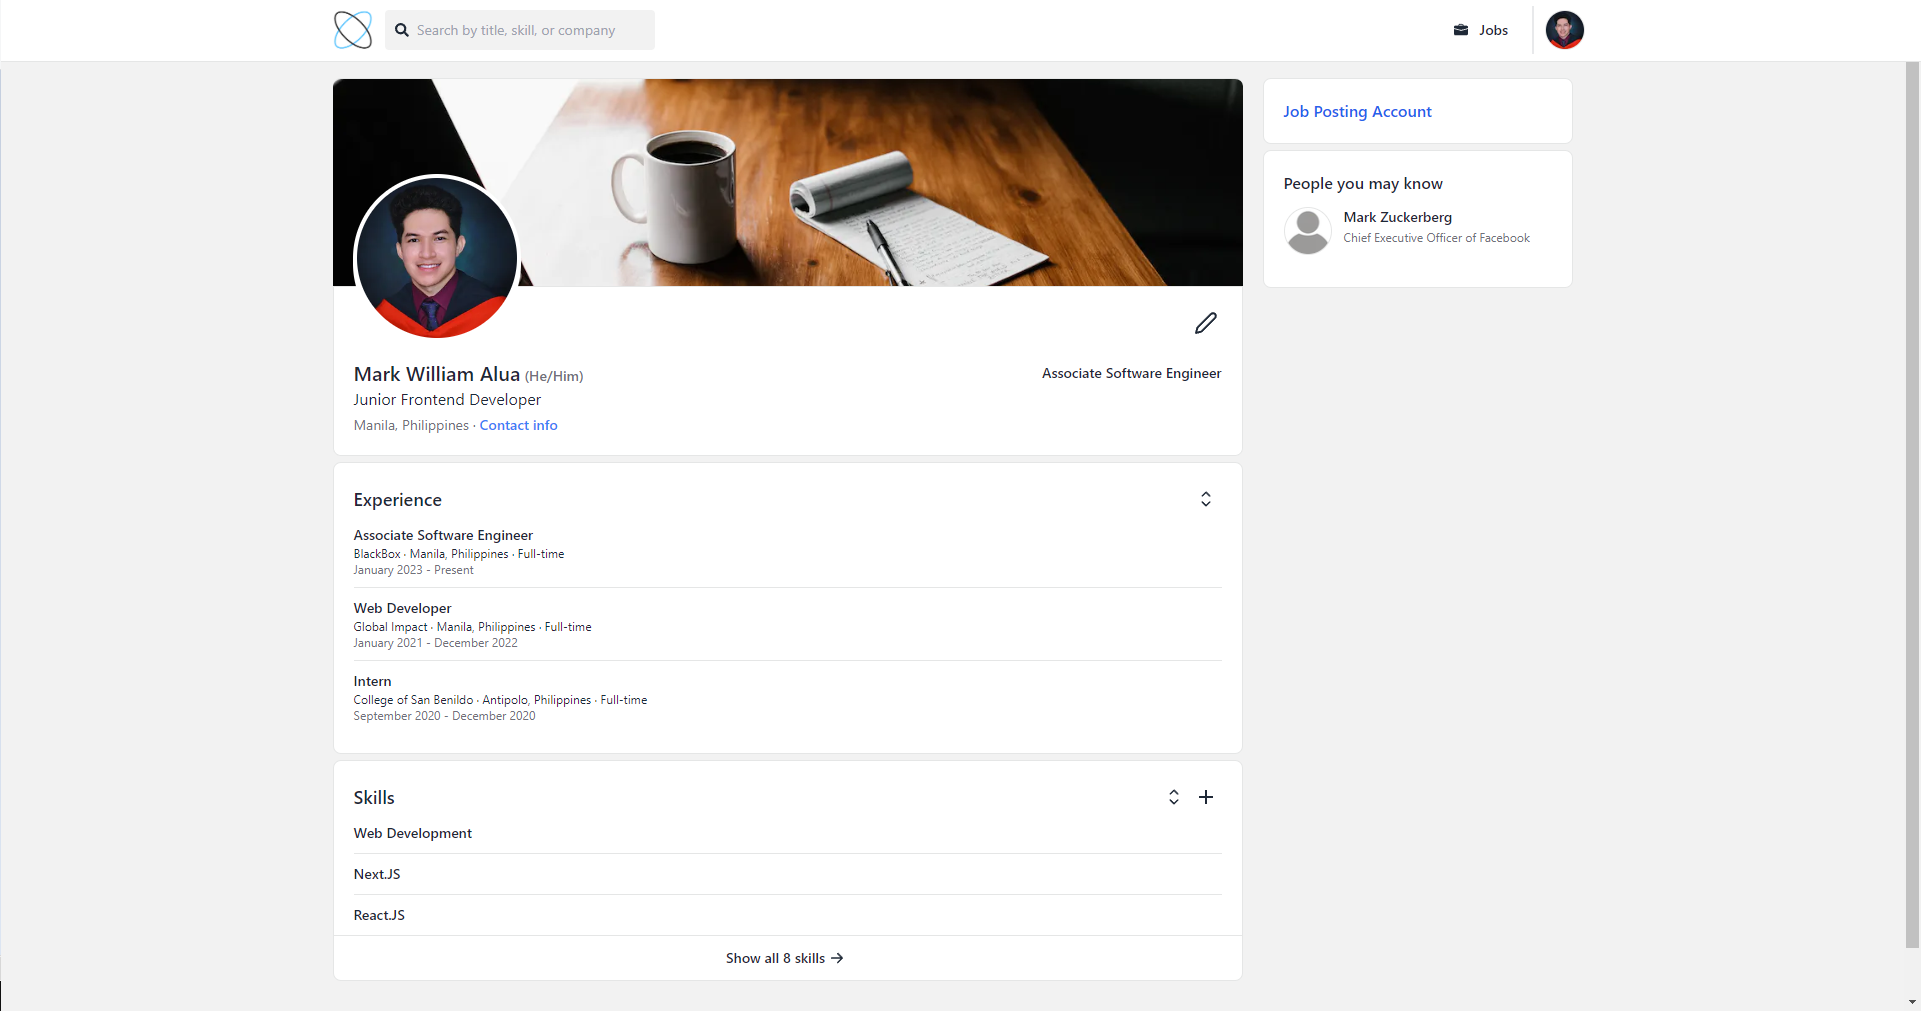 Search by title, skill, or company
Jobs
Job Posting Account
People you may know
Mark Zuckerberg
Chief Executive Officer of Facebook
Mark William Alua (He/Him)
Associate Software Engineer
Junior Frontend Developer
Manila, Philippines · Contact info
Experience
Associate Software Engineer
BlackBox · Manila, Philippines · Full-time
January 2023 - Present
Web Developer
Global Impact · Manila, Philippines · Full-time
January 2021 - December 2022
Intern
College of San Benildo · Antipolo, Philippines · Full-time
September 2020 - December 2020
Skills
Web Development
Next.JS
React.JS
Show all 8 skills →